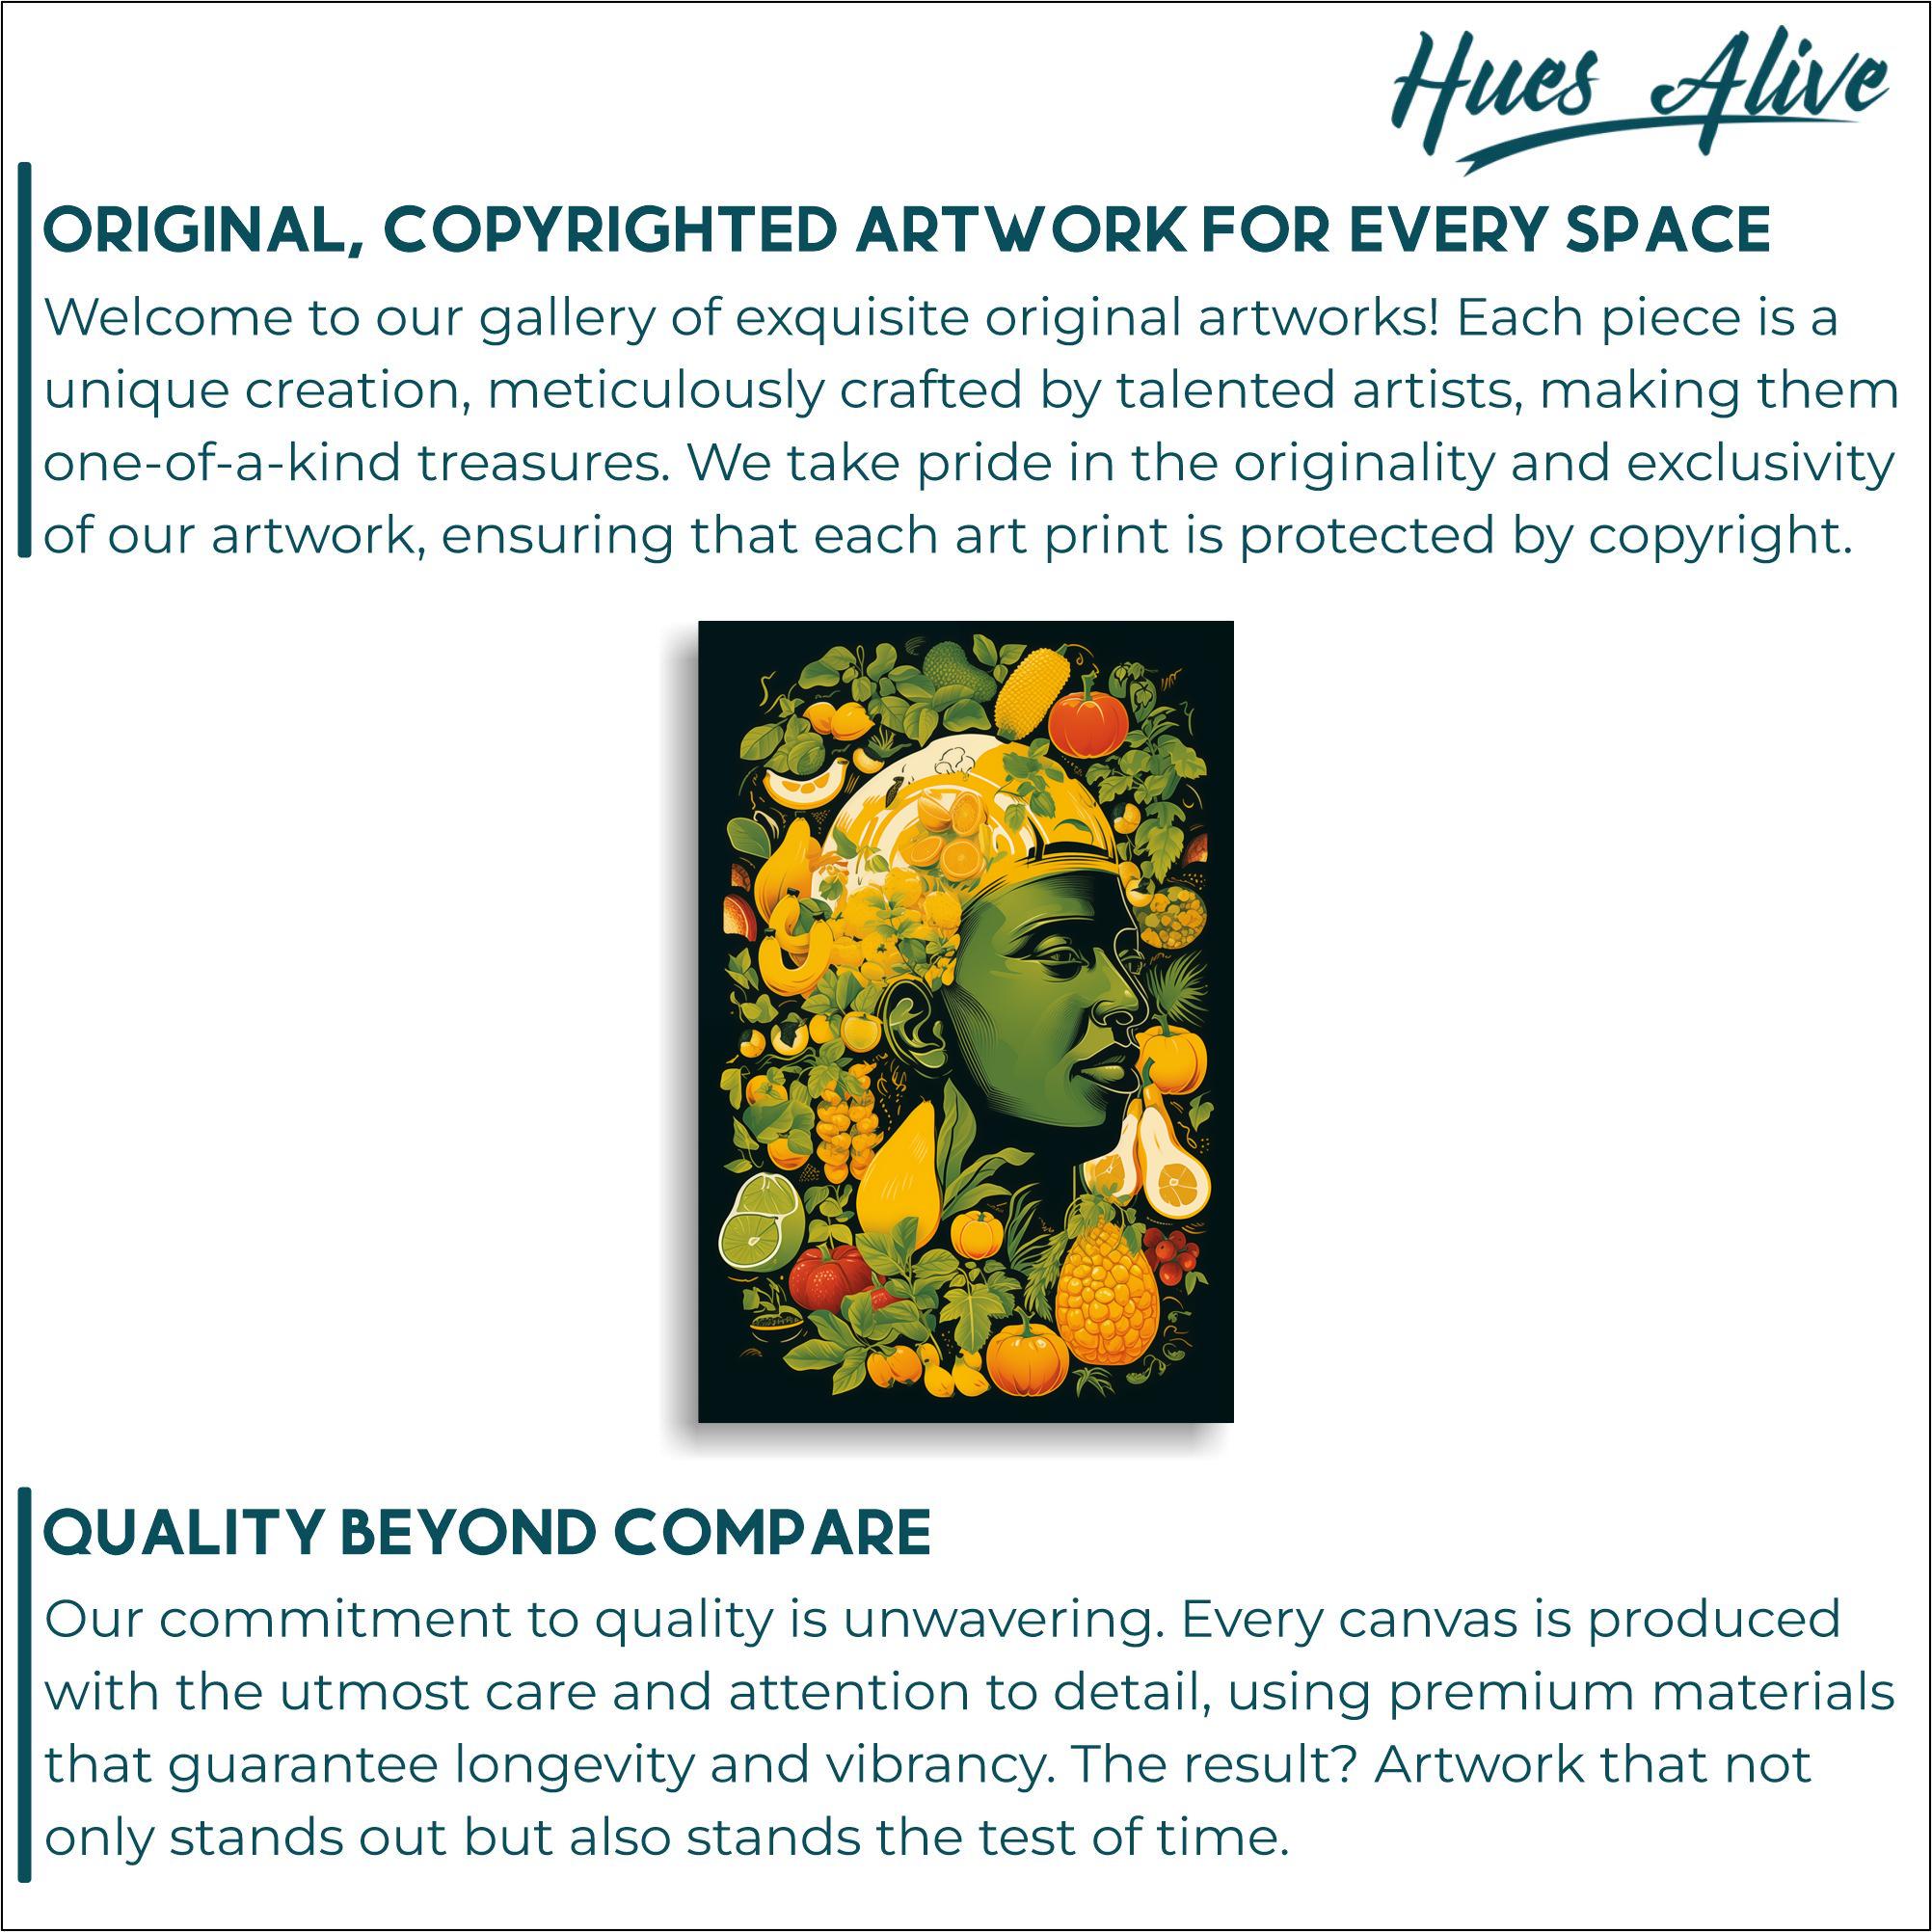 Hues Alive
ORIGINAL, COPYRIGHTED ARTWORK FOR EVERY SPACE
Welcome to our gallery of exquisite original artworks! Each piece is a
unique creation, meticulously crafted by talented artists, making them
one-of-a-kind treasures. We take pride in the originality and exclusivity
of our artwork, ensuring that each art print is protected by copyright.
QUALITY BEYOND COMPARE
Our commitment to quality is unwavering. Every canvas is produced
with the utmost care and attention to detail, using premium materials
that guarantee longevity and vibrancy. The result? Artwork that not
only stands out but also stands the test of time.